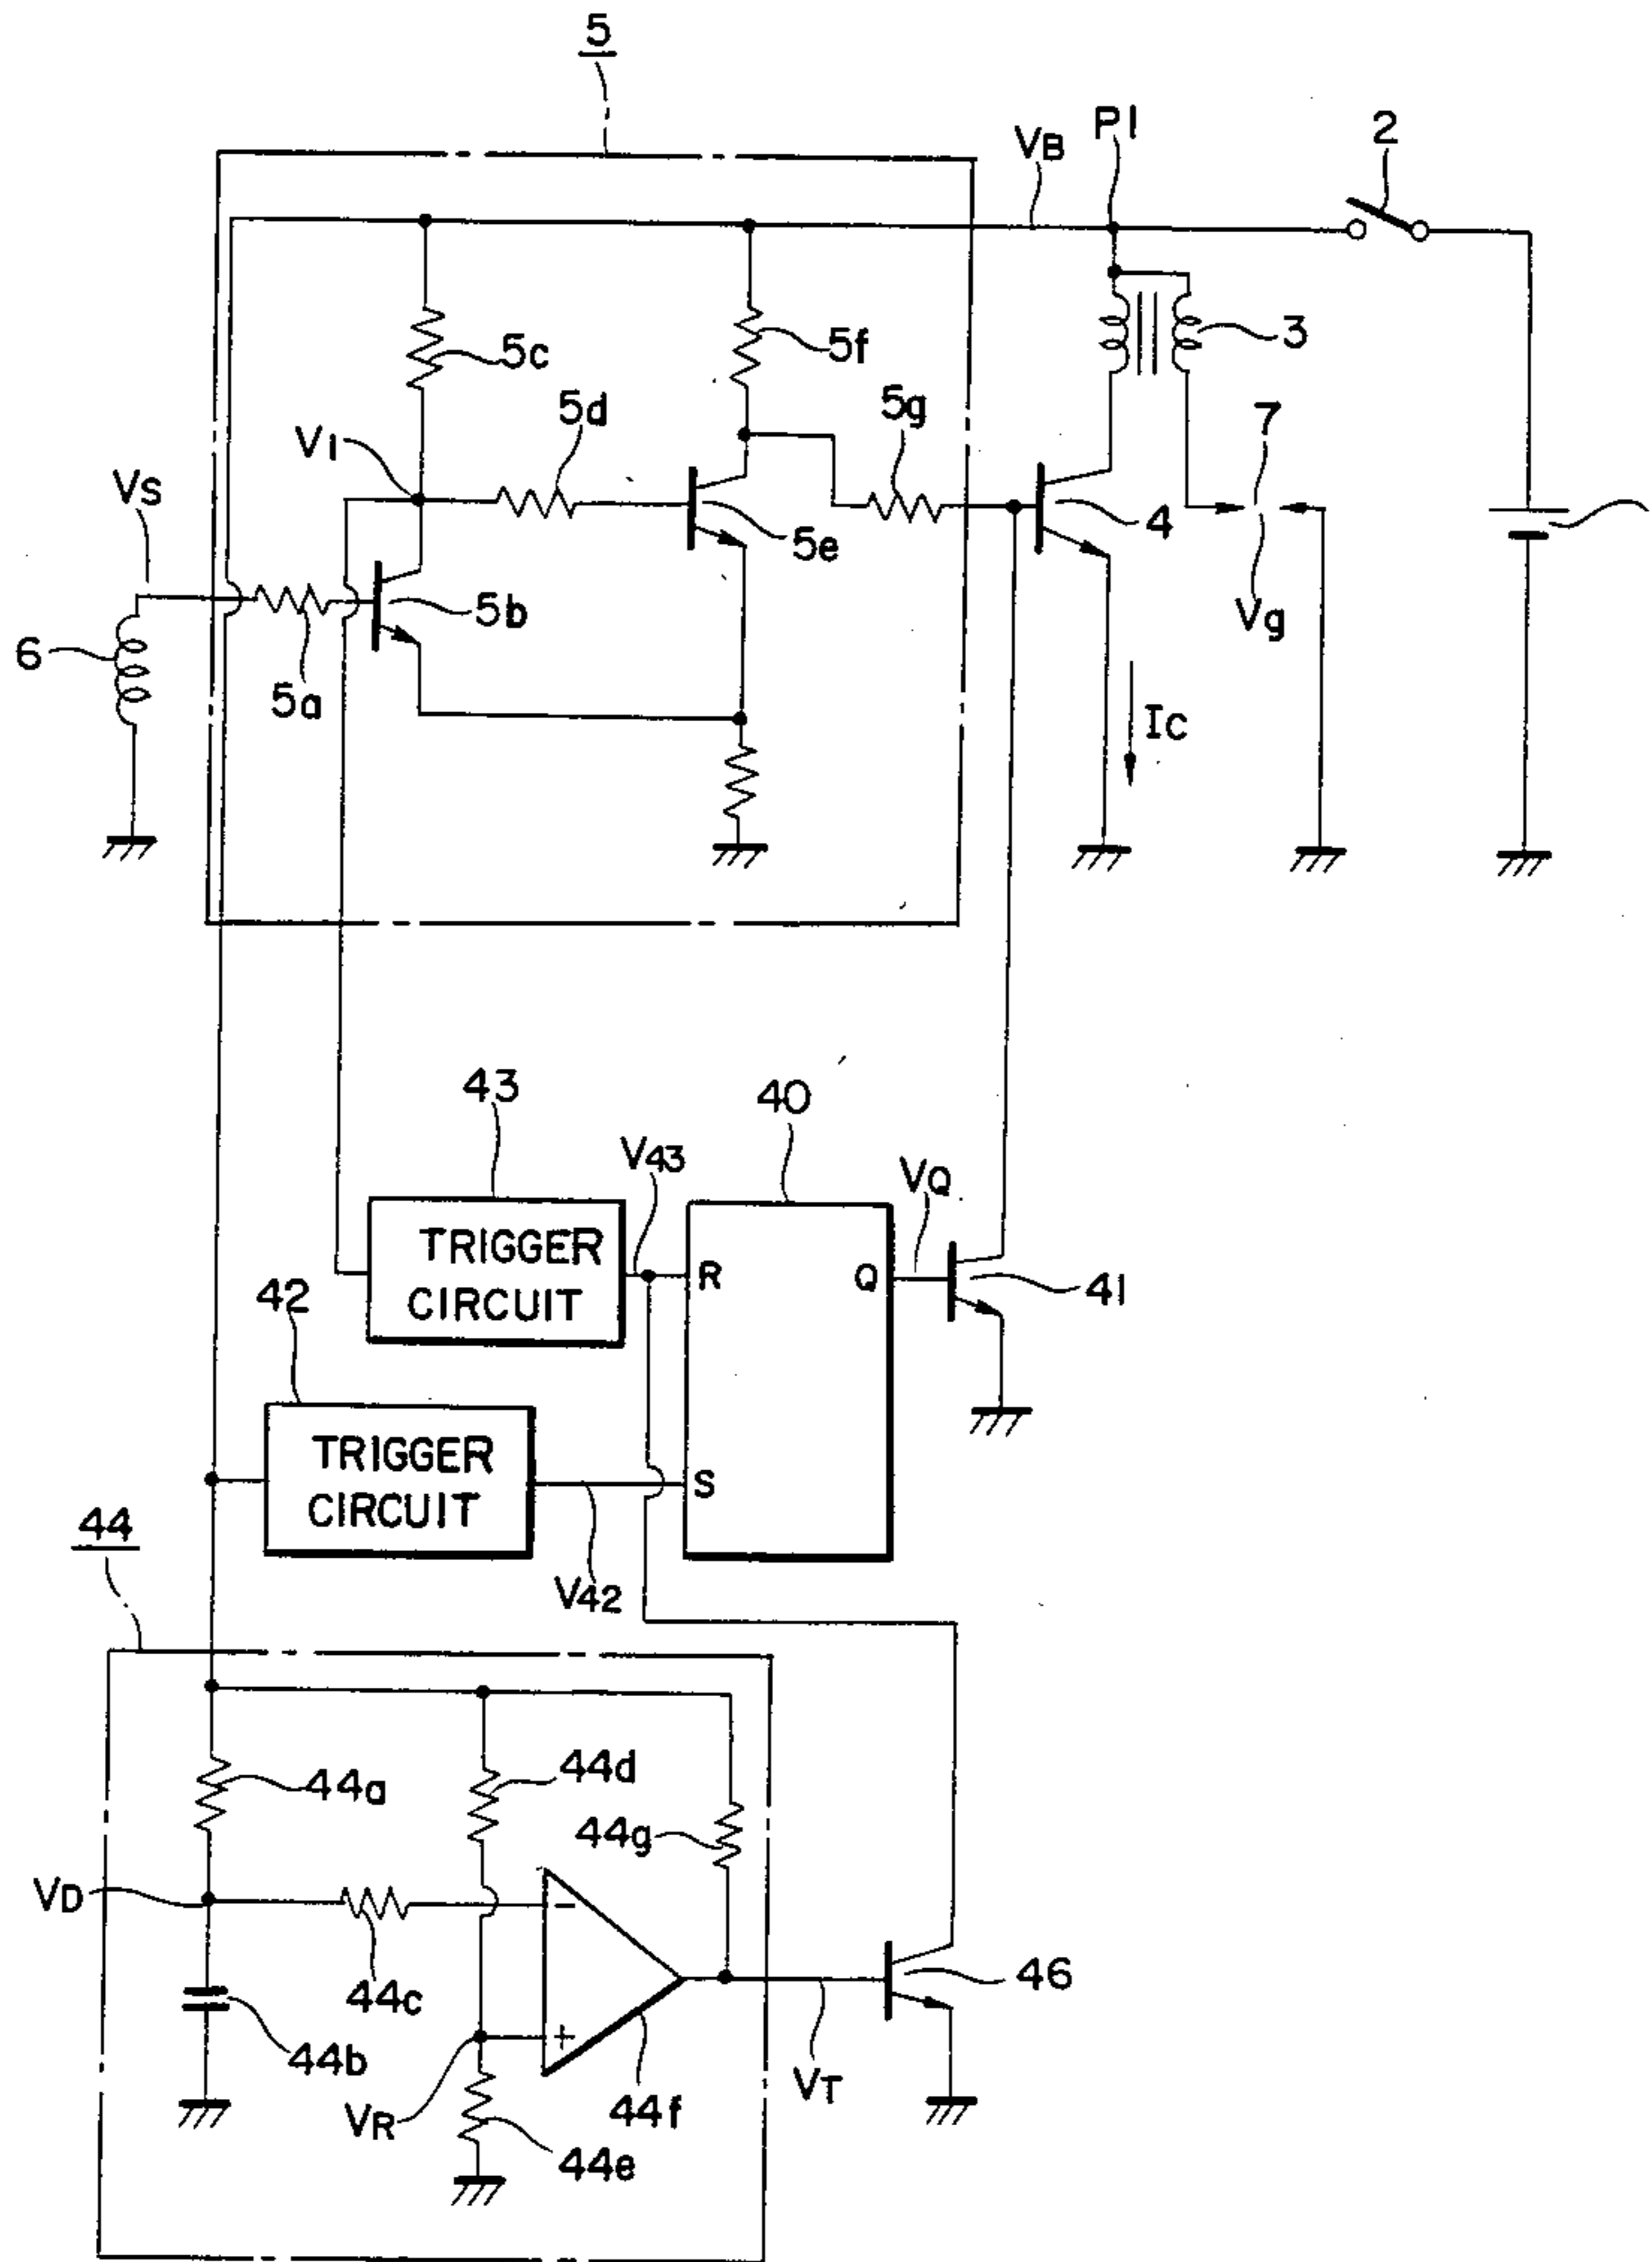 5
P1
VB
2
5c
5f
3
5d
5g
7
V1
VS
4
5e
5b
Vg
6
5a
IC
43
40
V43
VQ
TRIGGER
CIRCUIT
R
Q
41
42
TRIGGER
CIRCUIT
S
44
V42
44a
44d
44g
VD
−
44c
46
44b
+
VT
VR
44f
44e